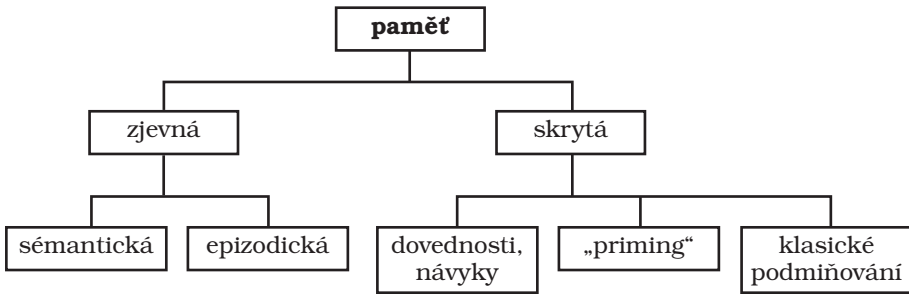 paměť
zjevná
skrytá
sémantická
epizodická
dovednosti,
návyky
„priming“
klasické
podmiňování